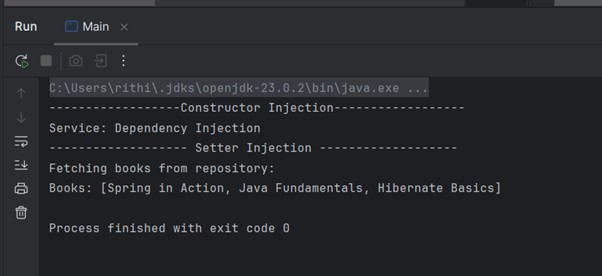 Run
Main
C:\Users\rithi\.jdks\openjdk-23.0.2\bin\java.exe ...
------------------Constructor Injection------------------
Service: Dependency Injection
------------------- Setter Injection -------------------
Fetching books from repository:
Books: [Spring in Action, Java Fundamentals, Hibernate Basics]
Process finished with exit code 0